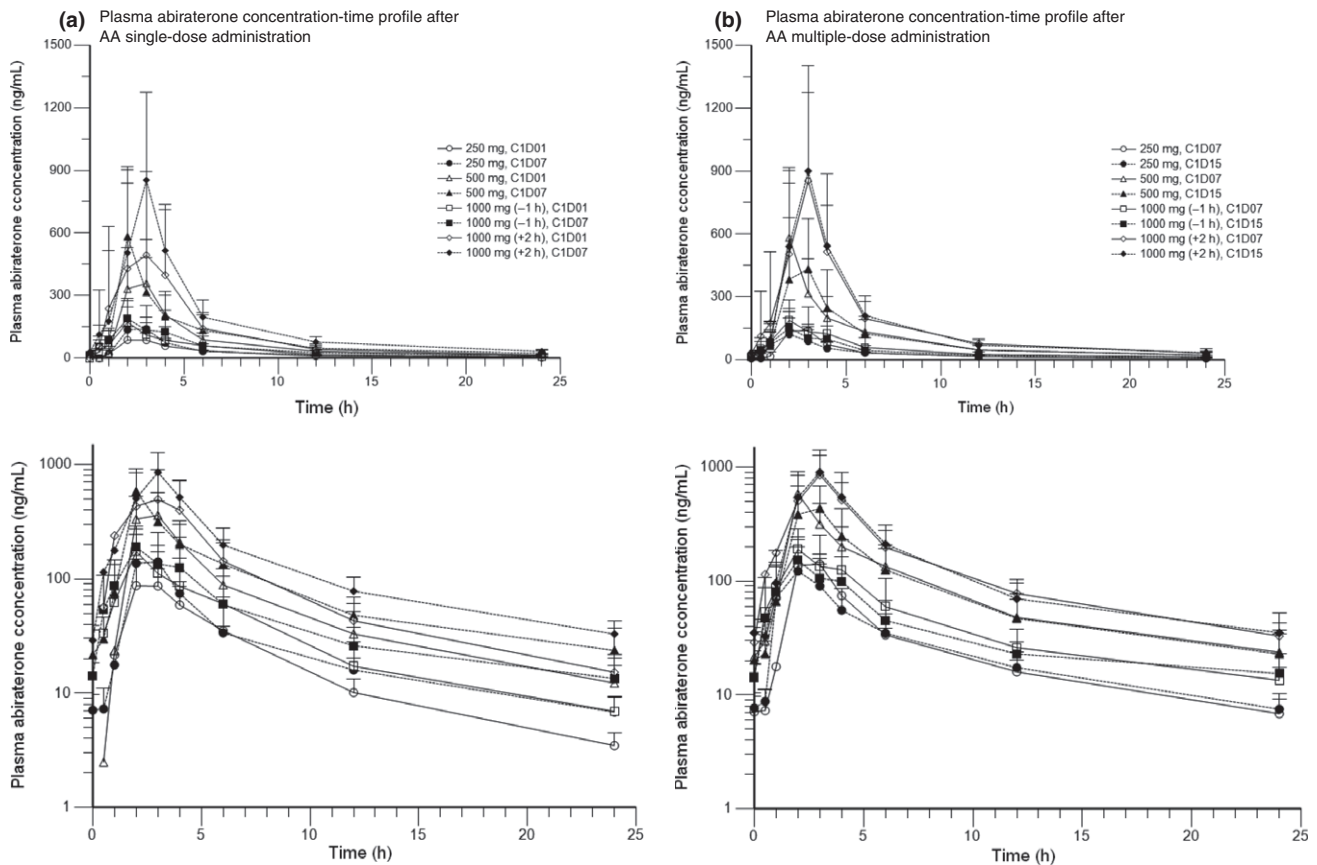 (a) Plasma abiraterone concentration-time profile after
AA single-dose administration
Plasma abiraterone cconcentration (ng/mL)
1500
1200
900
600
300
0
0 5 10 15 20 25
Time (h)
250 mg, C1D01
250 mg, C1D07
500 mg, C1D01
500 mg, C1D07
1000 mg (–1 h), C1D01
1000 mg (–1 h), C1D07
1000 mg (+2 h), C1D01
1000 mg (+2 h), C1D07
(b) Plasma abiraterone concentration-time profile after
AA multiple-dose administration
Plasma abiraterone cconcentration (ng/mL)
1500
1200
900
600
300
0
0 5 10 15 20 25
Time (h)
250 mg, C1D07
250 mg, C1D15
500 mg, C1D07
500 mg, C1D15
1000 mg (–1 h), C1D07
1000 mg (–1 h), C1D15
1000 mg (+2 h), C1D07
1000 mg (+2 h), C1D15
Plasma abiraterone cconcentration (ng/mL)
1000
100
10
1
0 5 10 15 20 25
Time (h)
Plasma abiraterone cconcentration (ng/mL)
1000
100
10
1
0 5 10 15 20 25
Time (h)